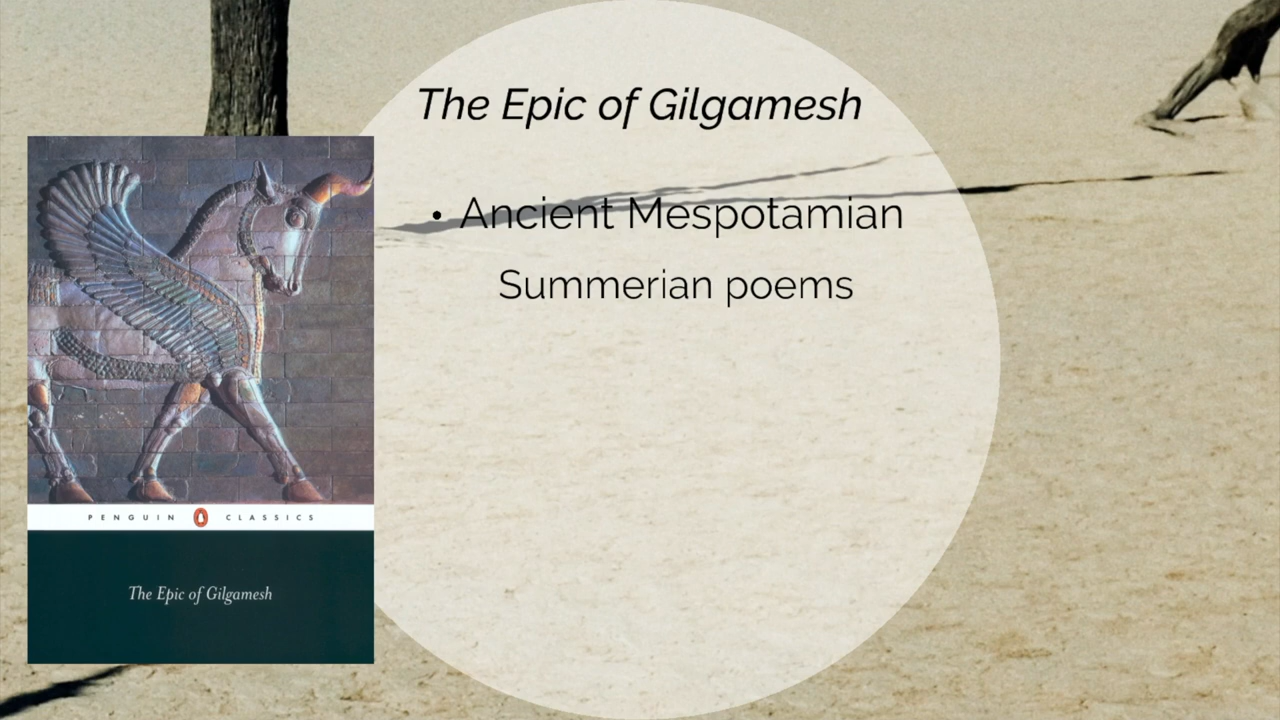 The Epic of Gilgamesh
• Ancient Mespotamian
Summerian poems
PENGUIN CLASSICS
The Epic of Gilgamesh